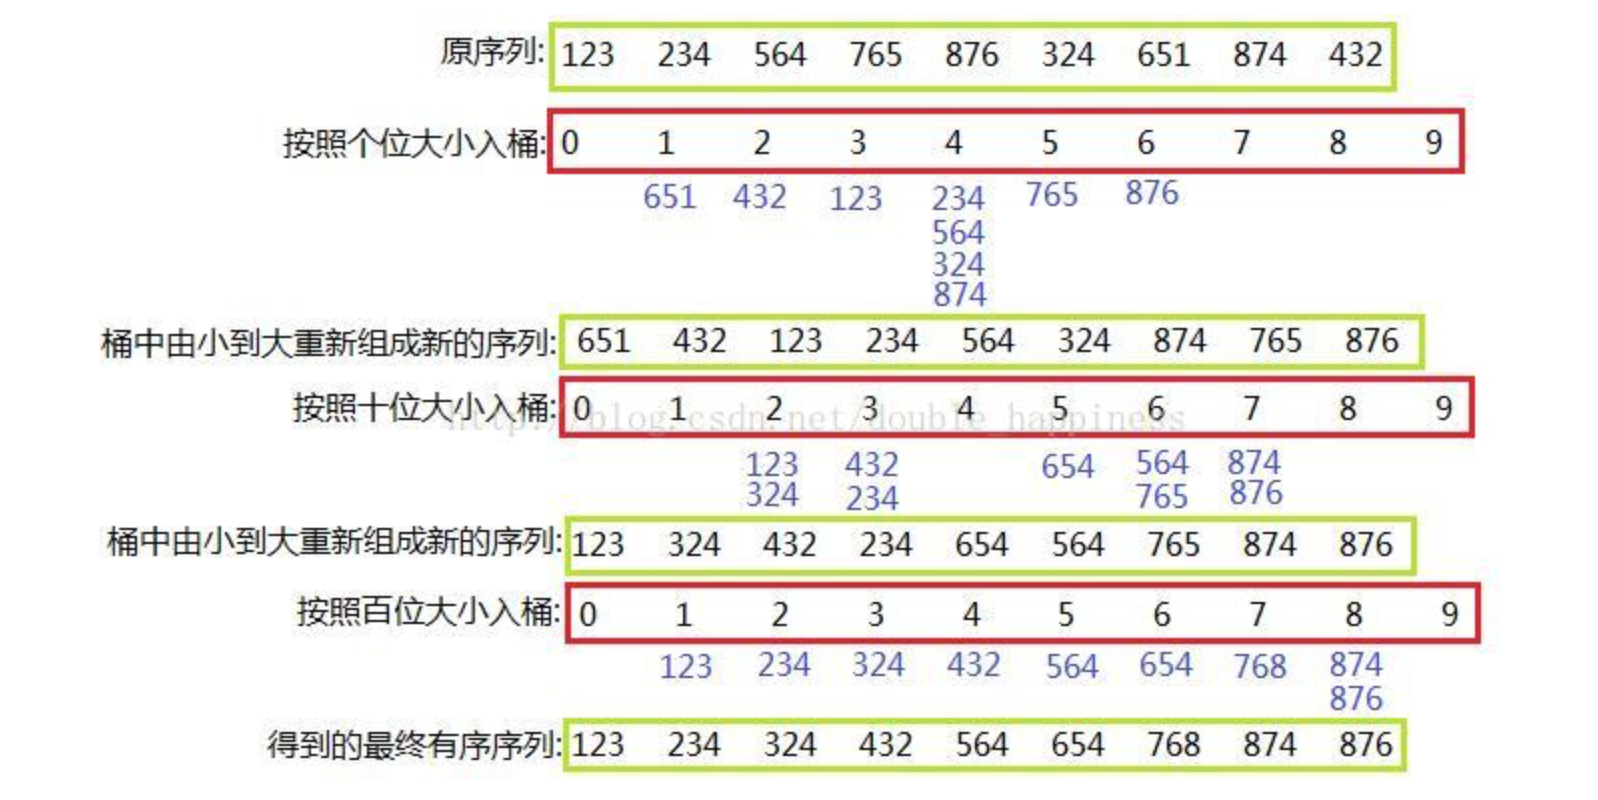 原序列: 123 234 564 765 876 324 651 874 432
按照个位大小入桶: 0 1 2 3 4 5 6 7 8 9
651 432 123 234 765 876
564
324
874
桶中由小到大重新组成新的序列: 651 432 123 234 564 324 874 765 876
按照十位大小入桶: 0 1 2 3 4 5 6 7 8 9
http://blog.csdn.net/double_happiness
123 432 654 564 874
324 234 765 876
桶中由小到大重新组成新的序列: 123 324 432 234 654 564 765 874 876
按照百位大小入桶: 0 1 2 3 4 5 6 7 8 9
123 234 324 432 564 654 768 874
876
得到的最终有序序列: 123 234 324 432 564 654 768 874 876